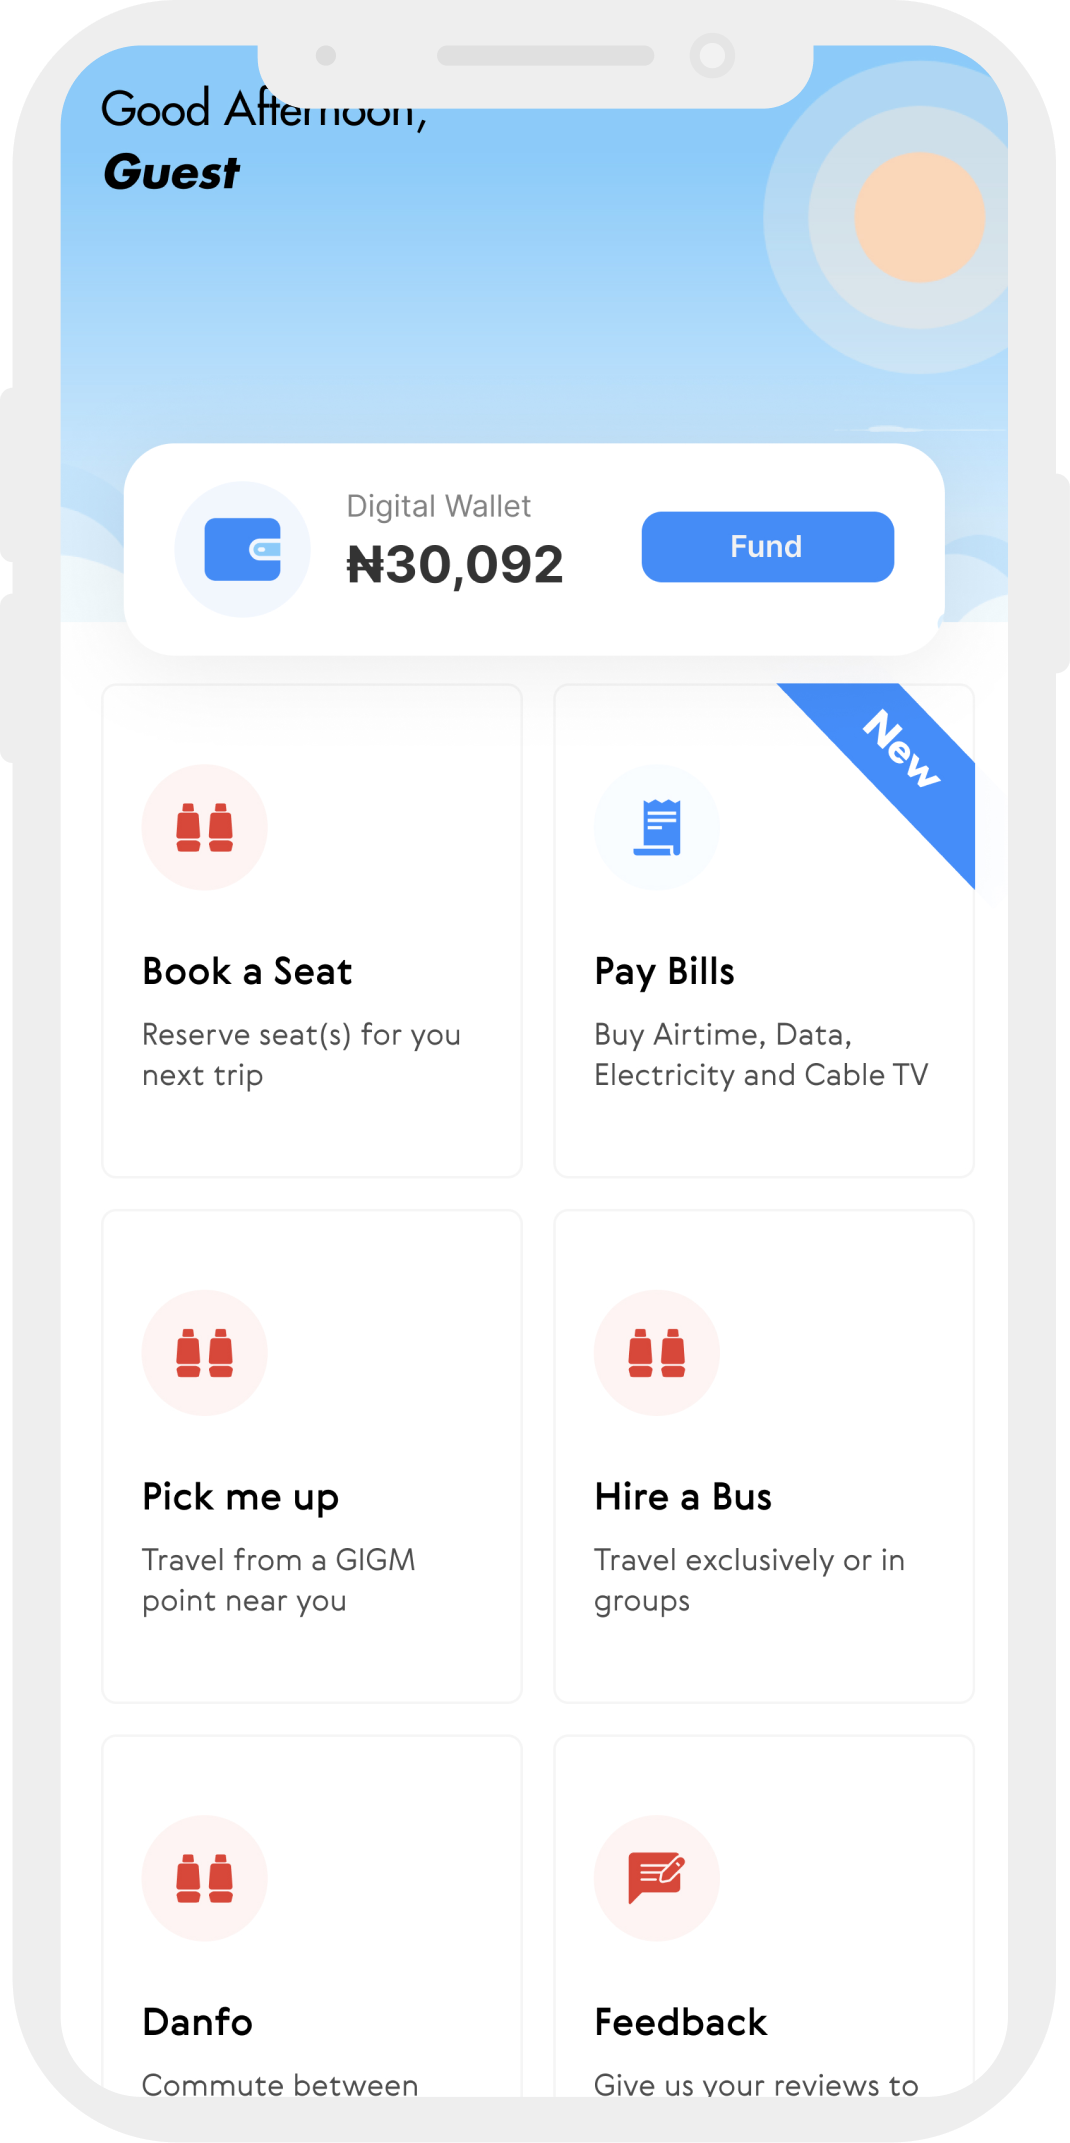 Good Afternoon,
Guest
Digital Wallet
₦30,092
Fund
New
Book a Seat
Reserve seat(s) for you
next trip
Pay Bills
Buy Airtime, Data,
Electricity and Cable TV
Pick me up
Travel from a GIGM
point near you
Hire a Bus
Travel exclusively or in
groups
Danfo
Commute between
Feedback
Give us your reviews to